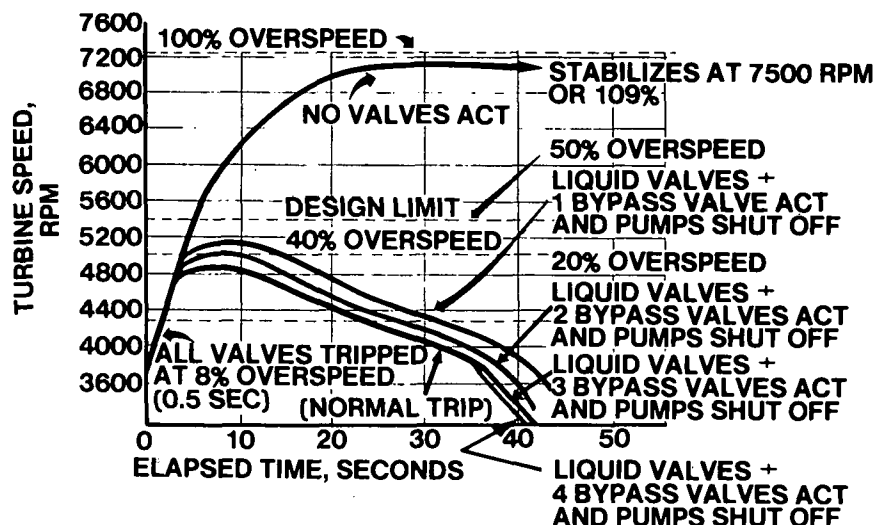 7600
7200
6800
6400
6000
5600
5200
4800
4400
4000
3600
TURBINE SPEED,
RPM
100% OVERSPEED
NO VALVES ACT
STABILIZES AT 7500 RPM
OR 109%
50% OVERSPEED
DESIGN LIMIT
40% OVERSPEED
LIQUID VALVES +
1 BYPASS VALVE ACT
AND PUMPS SHUT OFF
20% OVERSPEED
LIQUID VALVES +
2 BYPASS VALVES ACT
AND PUMPS SHUT OFF
ALL VALVES TRIPPED
AT 8% OVERSPEED
(0.5 SEC)
(NORMAL TRIP)
LIQUID VALVES +
3 BYPASS VALVES ACT
AND PUMPS SHUT OFF
0 10 20 30 40 50
ELAPSED TIME, SECONDS
LIQUID VALVES +
4 BYPASS VALVES ACT
AND PUMPS SHUT OFF